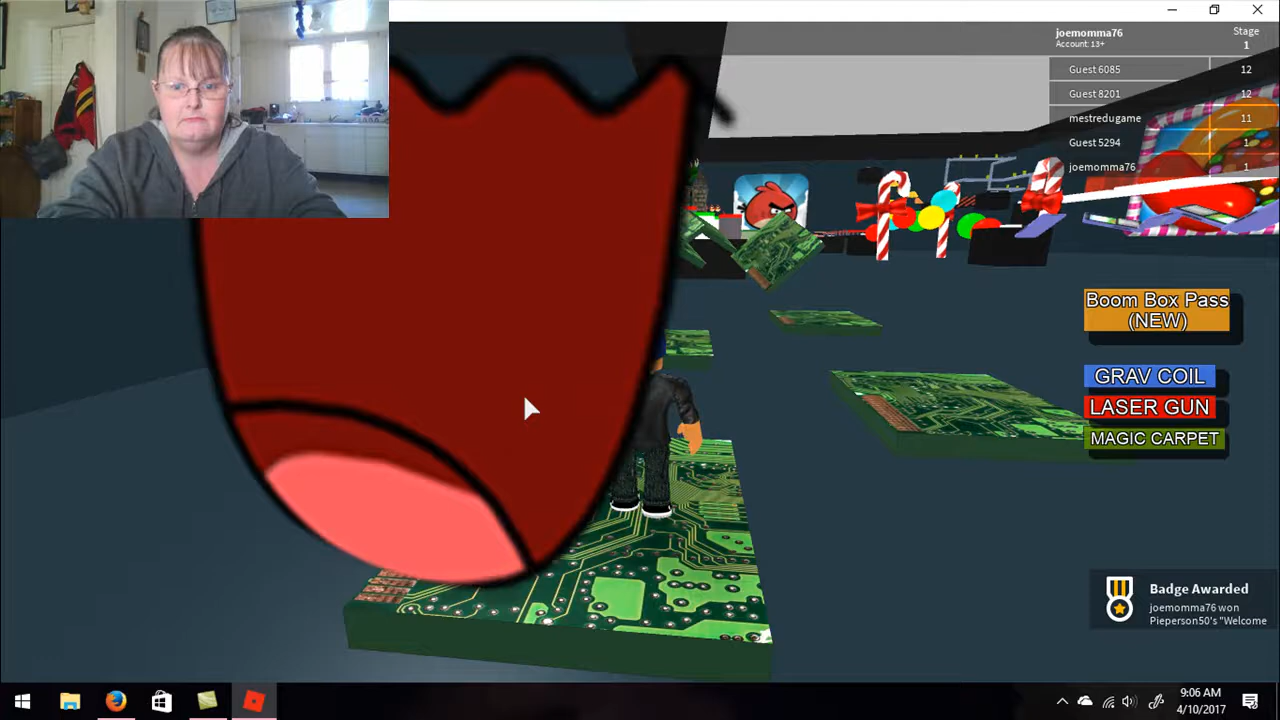 joemomma76
Account: 13+
Stage
1
Guest 6085 12
Guest 8201 12
mestredugame 11
Guest 5294 1
joemomma76 1
Boom Box Pass
(NEW)
GRAV COIL
LASER GUN
MAGIC CARPET
Badge Awarded
joemomma76 won
Pieperson50's "Welcome
9:06 AM
4/10/2017